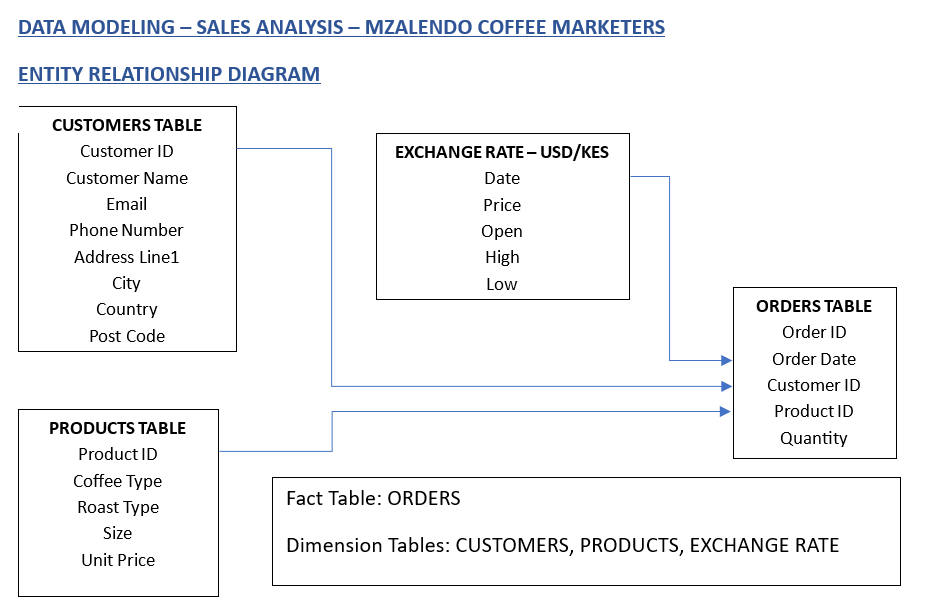 DATA MODELING – SALES ANALYSIS – MZALENDO COFFEE MARKETERS
ENTITY RELATIONSHIP DIAGRAM
CUSTOMERS TABLE
Customer ID
Customer Name
Email
Phone Number
Address Line1
City
Country
Post Code
EXCHANGE RATE – USD/KES
Date
Price
Open
High
Low
ORDERS TABLE
Order ID
Order Date
Customer ID
Product ID
Quantity
PRODUCTS TABLE
Product ID
Coffee Type
Roast Type
Size
Unit Price
Fact Table: ORDERS
Dimension Tables: CUSTOMERS, PRODUCTS, EXCHANGE RATE